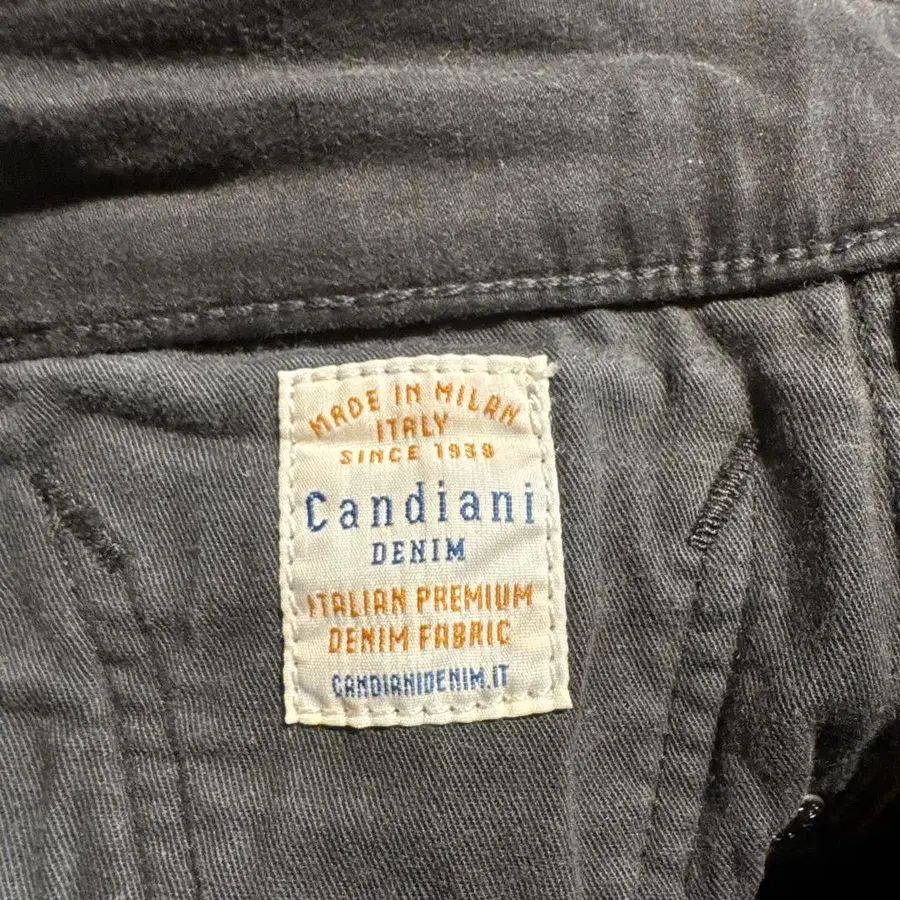 MADE IN MILAN
ITALY
SINCE 1938
Candiani
DENIM
ITALIAN PREMIUM
DENIM FABRIC
CANDIANIDENIM.IT